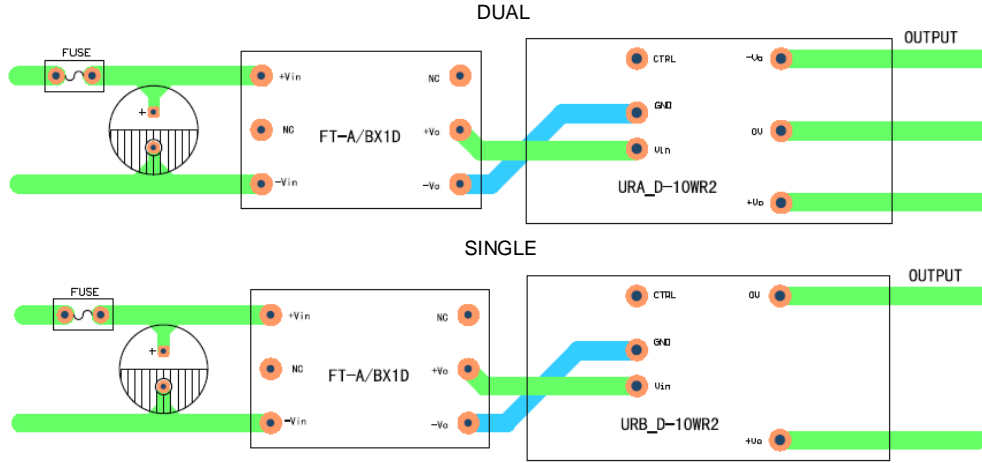 DUAL
OUTPUT
FUSE
+Vin
NC
CTRL
-Vo
+
GND
NC
FT-A/BX1D
+Vo
0V
Vin
-Vin
-Vo
URA_D-10WR2
+Vo
SINGLE
OUTPUT
FUSE
CTRL
0V
+Vin
NC
+
GND
NC
FT-A/BX1D
+Vo
Vin
-Vin
-Vo
URB_D-10WR2
+Vo